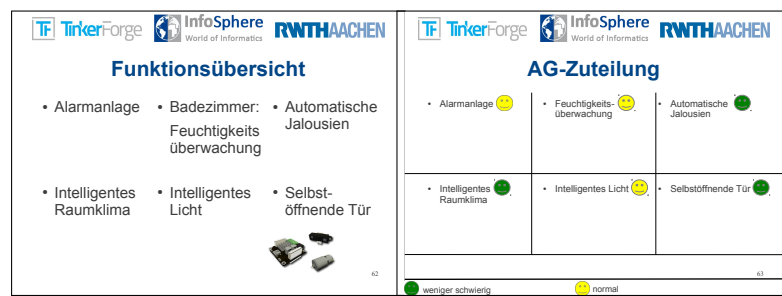 TF TinkerForge InfoSphere World of Informatics RWTHAACHEN
Funktionsübersicht
• Alarmanlage
• Badezimmer:
Feuchtigkeits
überwachung
• Automatische
Jalousien
• Intelligentes
Raumklima
• Intelligentes
Licht
• Selbst-
öffnende Tür
62
TF TinkerForge InfoSphere World of Informatics RWTHAACHEN
AG-Zuteilung
• Alarmanlage
• Feuchtigkeits-
überwachung
• Automatische
Jalousien
• Intelligentes
Raumklima
• Intelligentes Licht
• Selbstöffnende Tür
63
weniger schwierig
normal